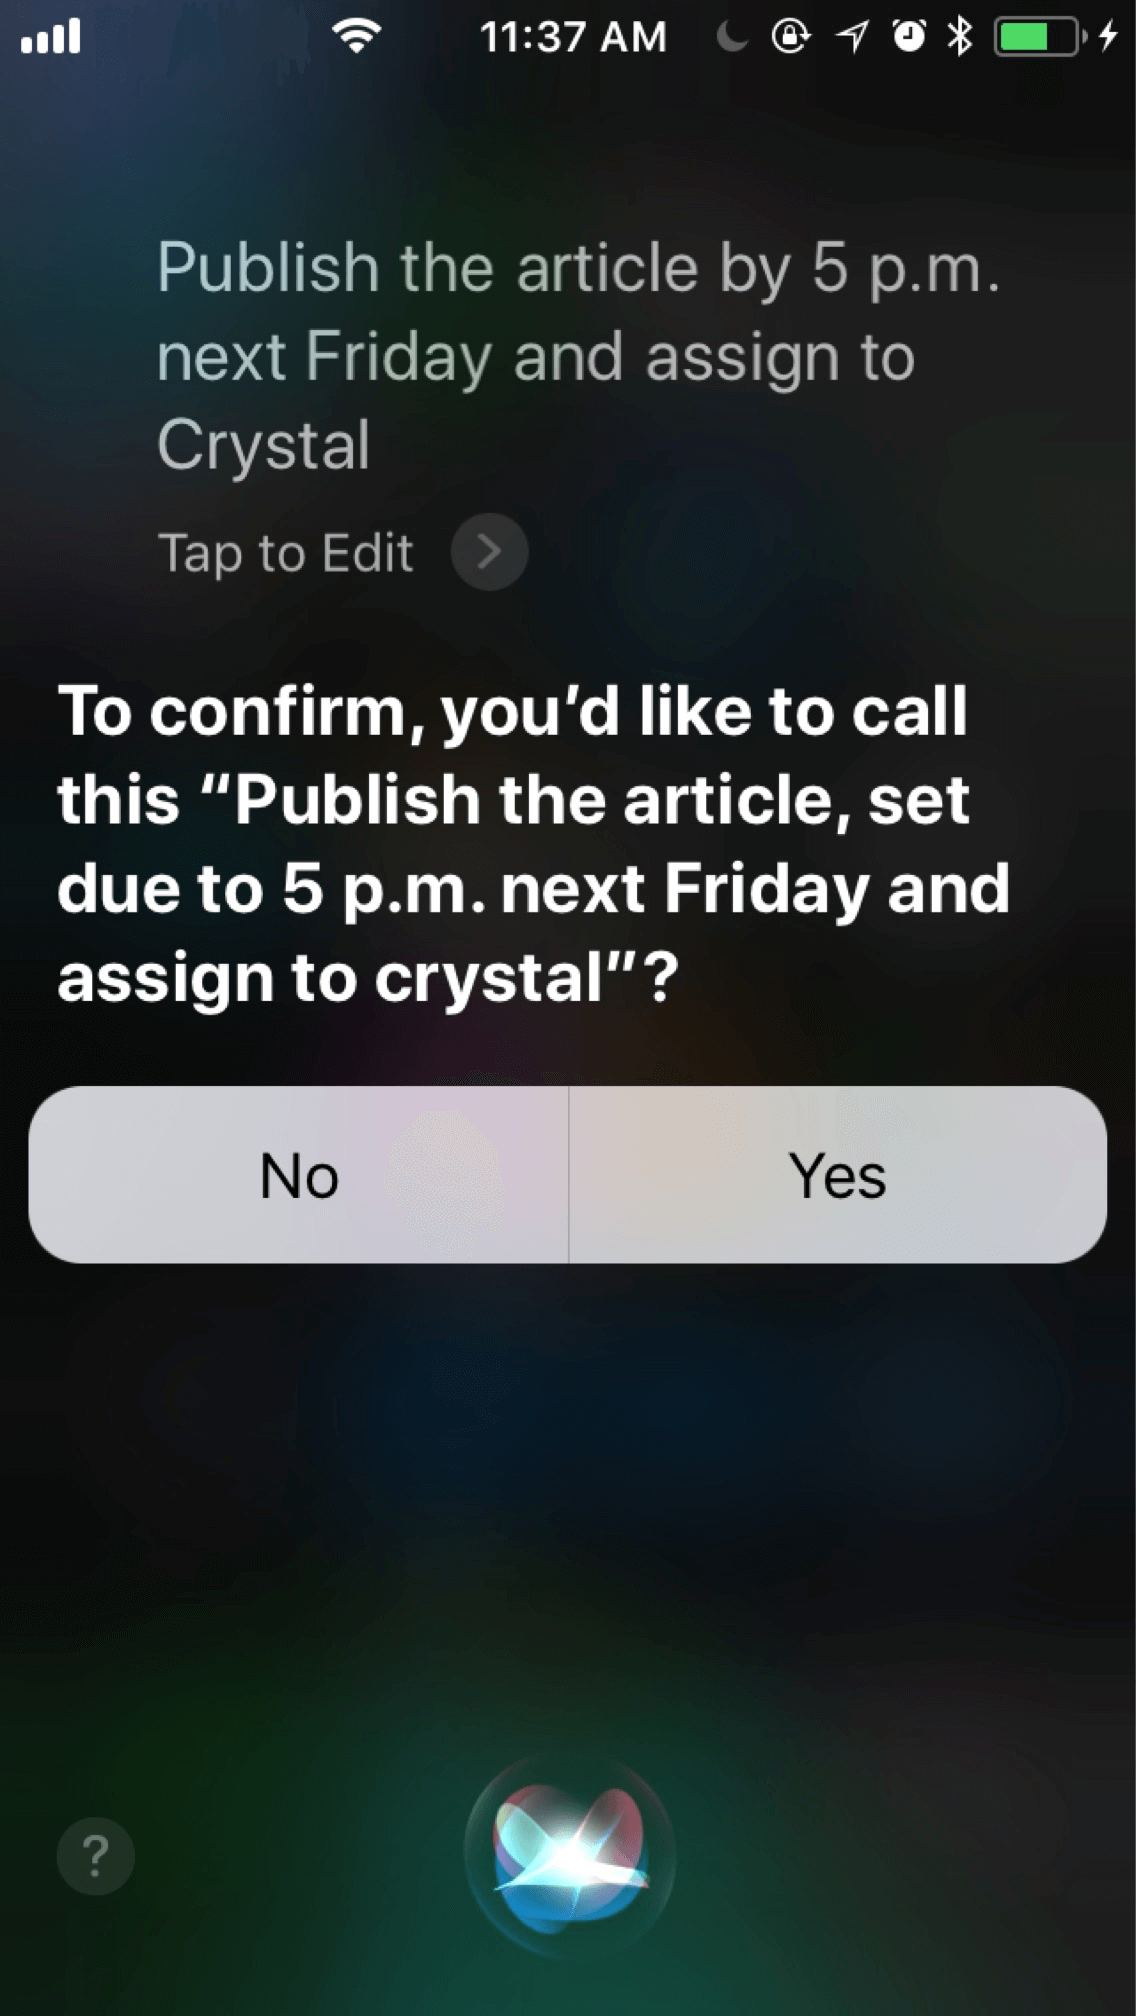 11:37 AM
Publish the article by 5 p.m.
next Friday and assign to
Crystal
Tap to Edit
To confirm, you’d like to call
this “Publish the article, set
due to 5 p.m. next Friday and
assign to crystal”?
No
Yes
?